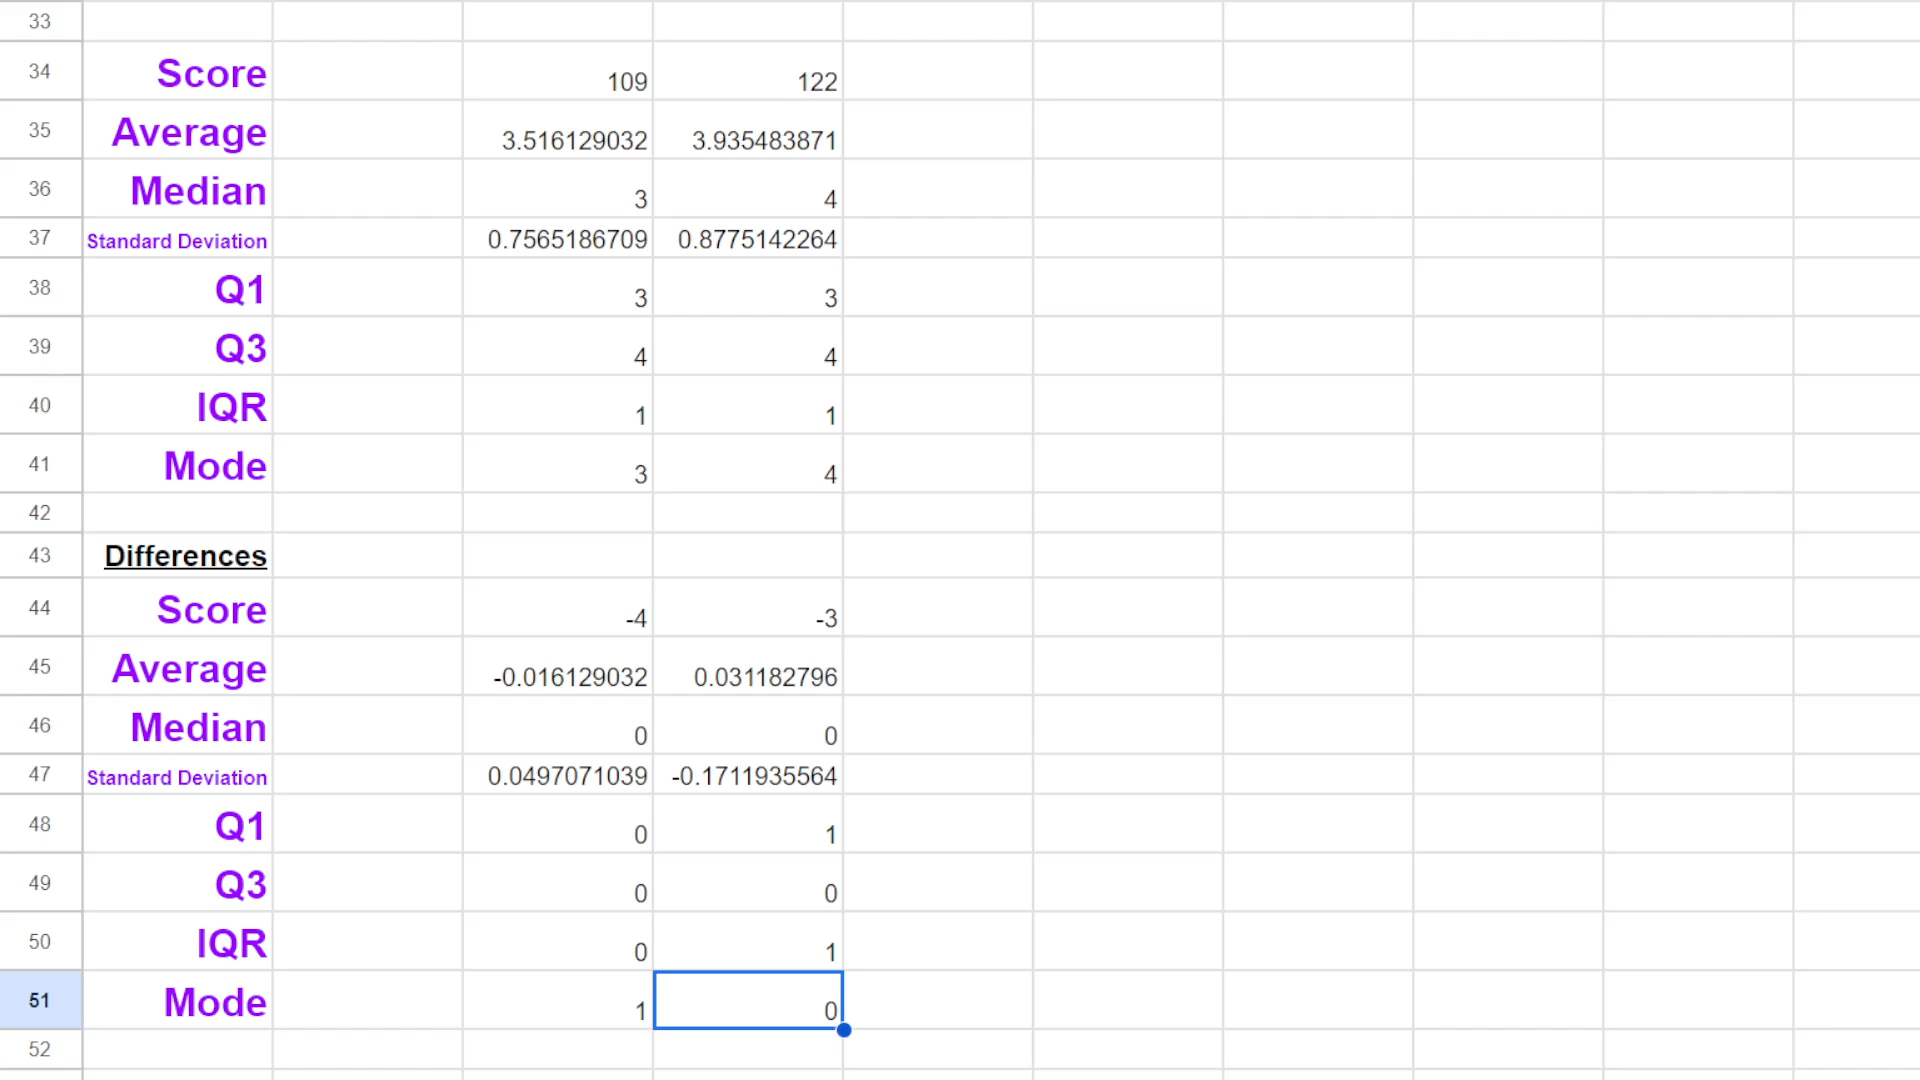 33
34 Score 109 122
35 Average 3.516129032 3.935483871
36 Median 3 4
37 Standard Deviation 0.7565186709 0.8775142264
38 Q1 3 3
39 Q3 4 4
40 IQR 1 1
41 Mode 3 4
42
43 Differences
44 Score -4 -3
45 Average -0.016129032 0.031182796
46 Median 0 0
47 Standard Deviation 0.0497071039 -0.1711935564
48 Q1 0 1
49 Q3 0 0
50 IQR 0 1
51 Mode 1 0
52